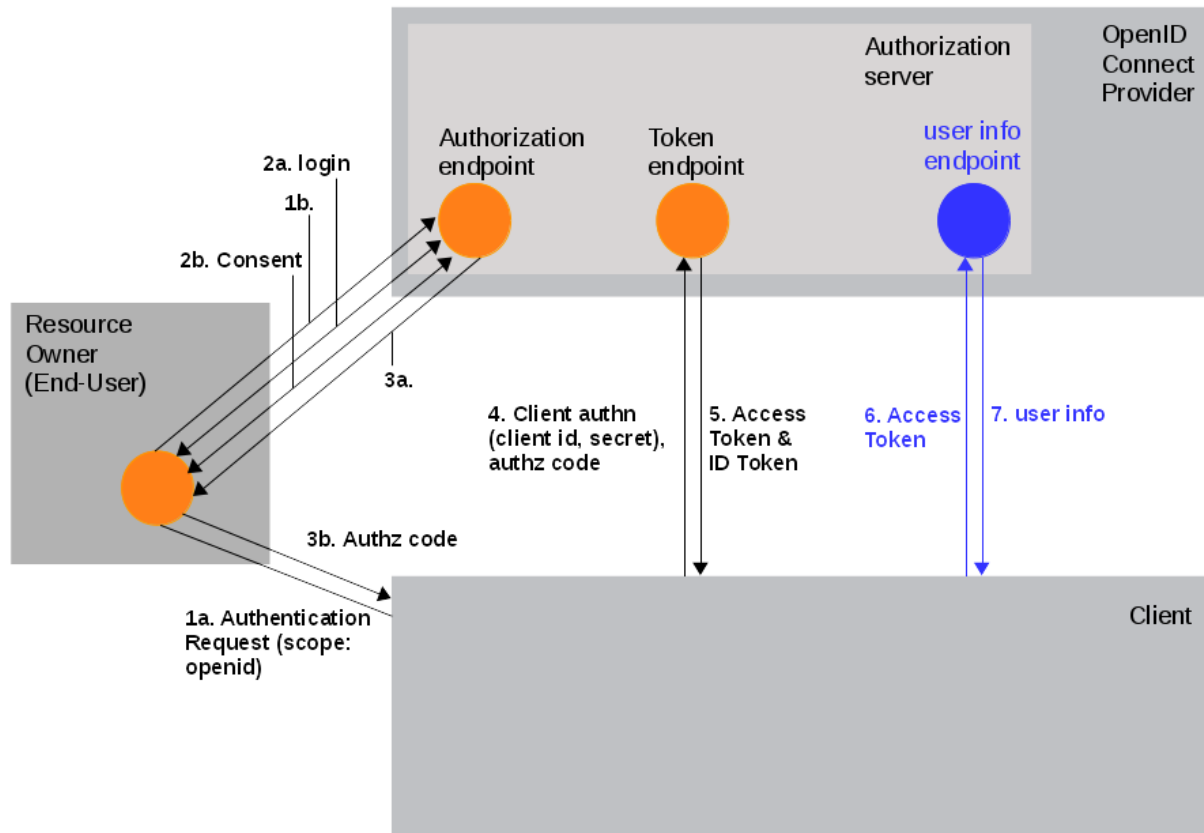 OpenID
Connect
Provider
Authorization
server
Authorization
endpoint
Token
endpoint
user info
endpoint
2a. login
1b.
2b. Consent
Resource
Owner
(End-User)
3a.
4. Client authn
(client id, secret),
authz code
5. Access
Token &
ID Token
6. Access
Token
7. user info
3b. Authz code
1a. Authentication
Request (scope:
openid)
Client